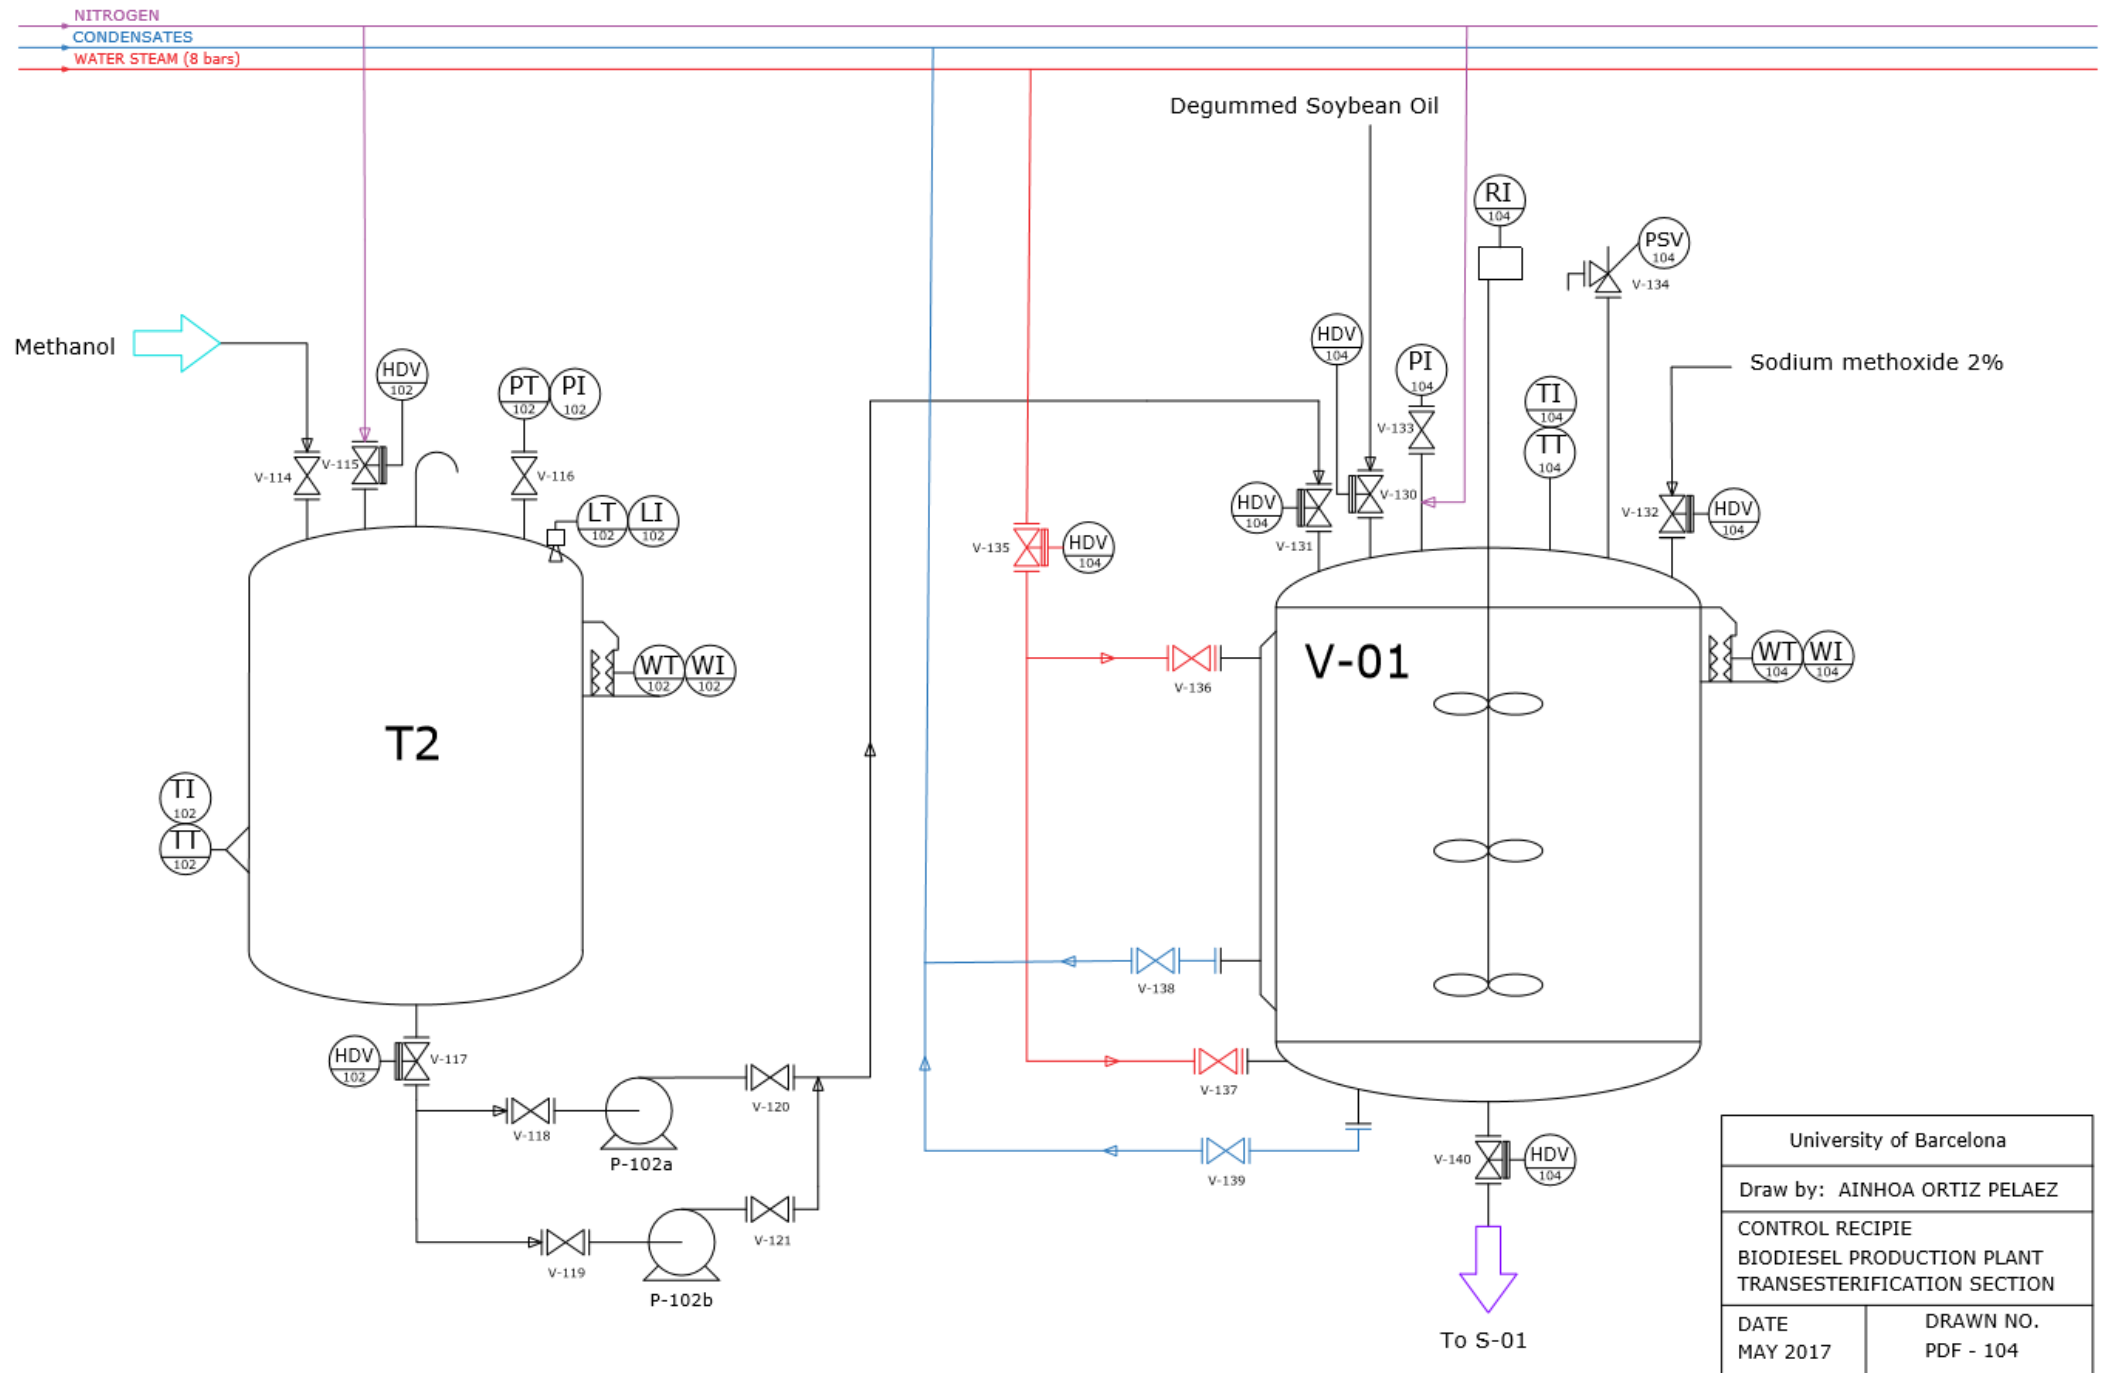 NITROGEN
CONDENSATES
WATER STEAM (8 bars)
Degummed Soybean Oil
RI
104
PSV
104
V-134
HDV
104
Methanol
HDV
102
PT
102
PI
102
PI
104
TI
104
TT
104
Sodium methoxide 2%
V-133
V-114
V-115
V-116
V-130
LT
102
LI
102
HDV
104
V-131
V-132
HDV
104
V-135
HDV
104
WT
102
WI
102
V-136
V-01
WT
104
WI
104
T2
TI
102
TT
102
V-138
HDV
102
V-117
V-120
V-137
V-118
P-102a
V-139
V-140
HDV
104
V-121
V-119
P-102b
To S-01
University of Barcelona
Draw by: AINHOA ORTIZ PELAEZ
CONTROL RECIPIE
BIODIESEL PRODUCTION PLANT
TRANSESTERIFICATION SECTION
DATE
MAY 2017
DRAWN NO.
PDF - 104